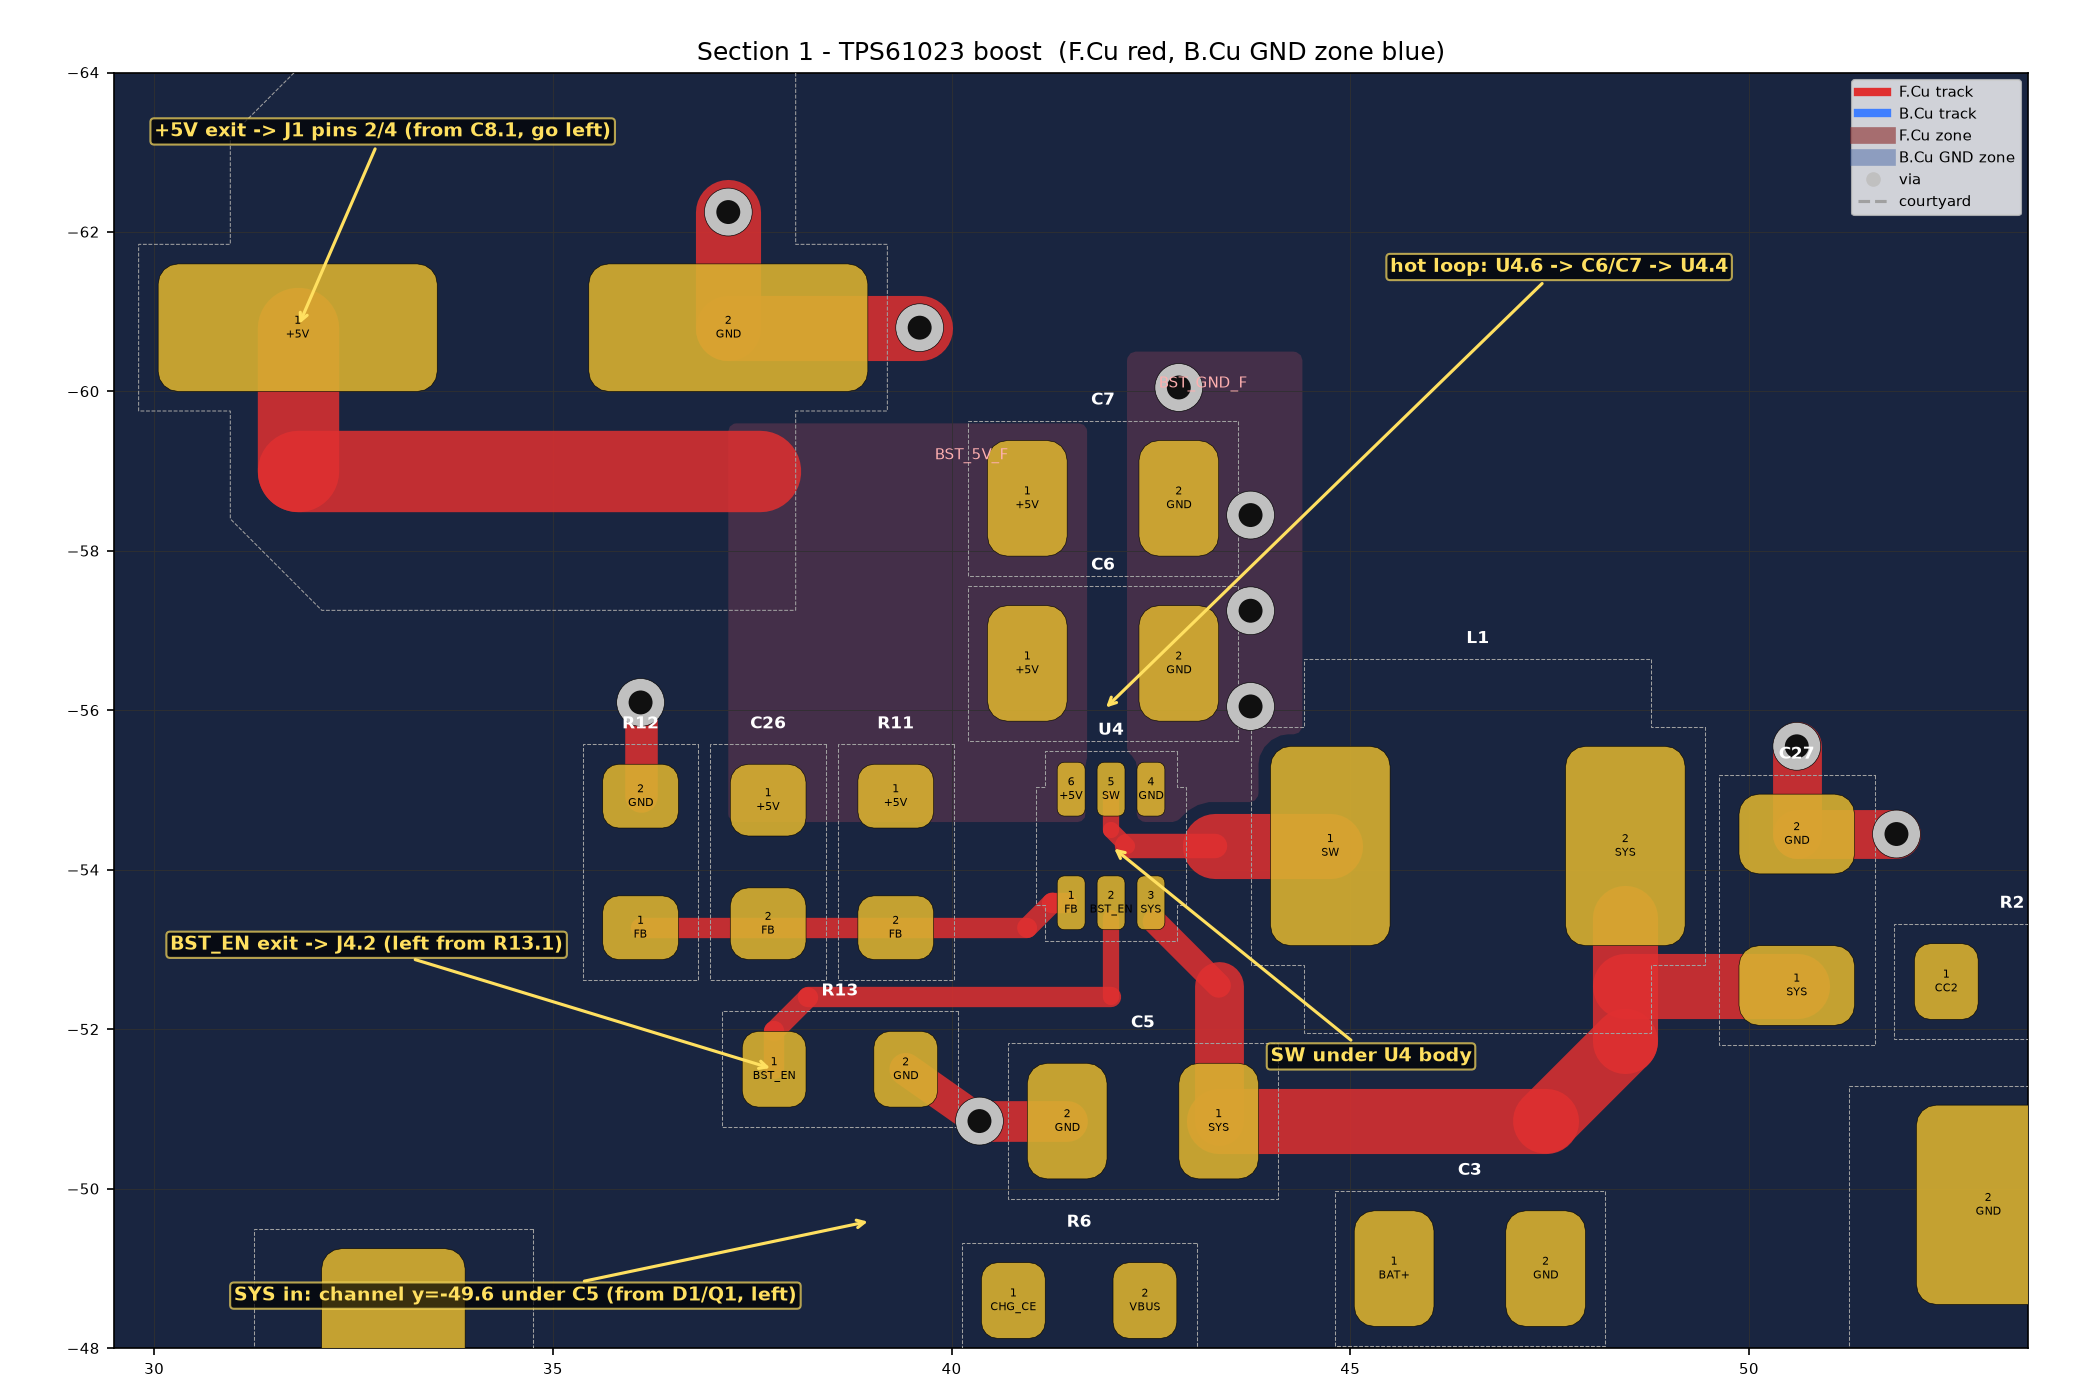 Section 1 - TPS61023 boost  (F.Cu red, B.Cu GND zone blue)
−64
−62
−60
−58
−56
−54
−52
−50
−48
30
35
40
45
50
F.Cu track
B.Cu track
F.Cu zone
B.Cu GND zone
via
courtyard
+5V exit -> J1 pins 2/4 (from C8.1, go left)
hot loop: U4.6 -> C6/C7 -> U4.4
1
+5V
2
GND
BST_GND_F
C7
BST_5V_F
1
+5V
2
GND
C6
1
+5V
2
GND
L1
R12
C26
R11
U4
C27
2
GND
1
+5V
1
+5V
6
+5V
5
SW
4
GND
1
SW
2
SYS
2
GND
1
FB
2
FB
2
FB
1
FB
2
BST_EN
3
SYS
R2
BST_EN exit -> J4.2 (left from R13.1)
R13
1
SYS
1
CC2
C5
1
BST_EN
2
GND
SW under U4 body
2
GND
1
SYS
C3
R6
2
GND
1
BAT+
2
GND
SYS in: channel y=-49.6 under C5 (from D1/Q1, left)
1
CHG_CE
2
VBUS